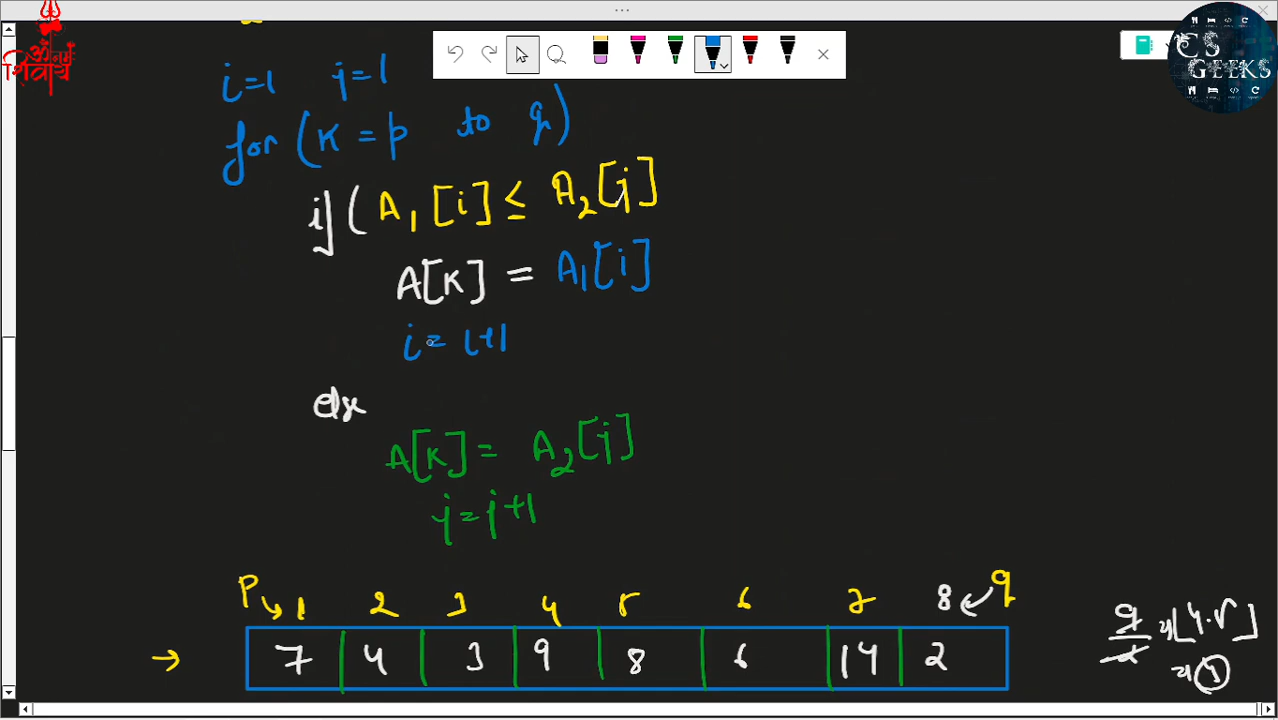 ॐ नमः
शिवाय
CS
GEEKS
i=1 j=1
for (K = p to q)
if (A1[i] ≤ A2[j]
A[K] = A1[i]
i = i+1
else
A[K] = A2[j]
j = j+1
P 1 2 3 4 5 6 7 8 q
7 4 3 9 8 6 14 2